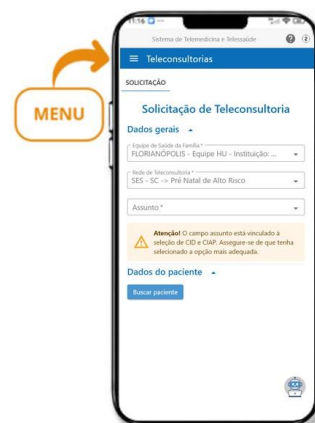 11:16
Sistema de Telemedicina e Telessaúde
Teleconsultorias
MENU
SOLICITAÇÃO
Solicitação de Teleconsultoria
Dados gerais
Equipe de Saúde da Família *
FLORIANÓPOLIS - Equipe HU - Instituição: ...
Rede de Teleconsultoria *
SES - SC -> Pré Natal de Alto Risco
Assunto *
Atenção! O campo assunto está vinculado à
seleção de CID e CIAP. Assegure-se de que tenha
selecionado a opção mais adequada.
Dados do paciente
Buscar paciente